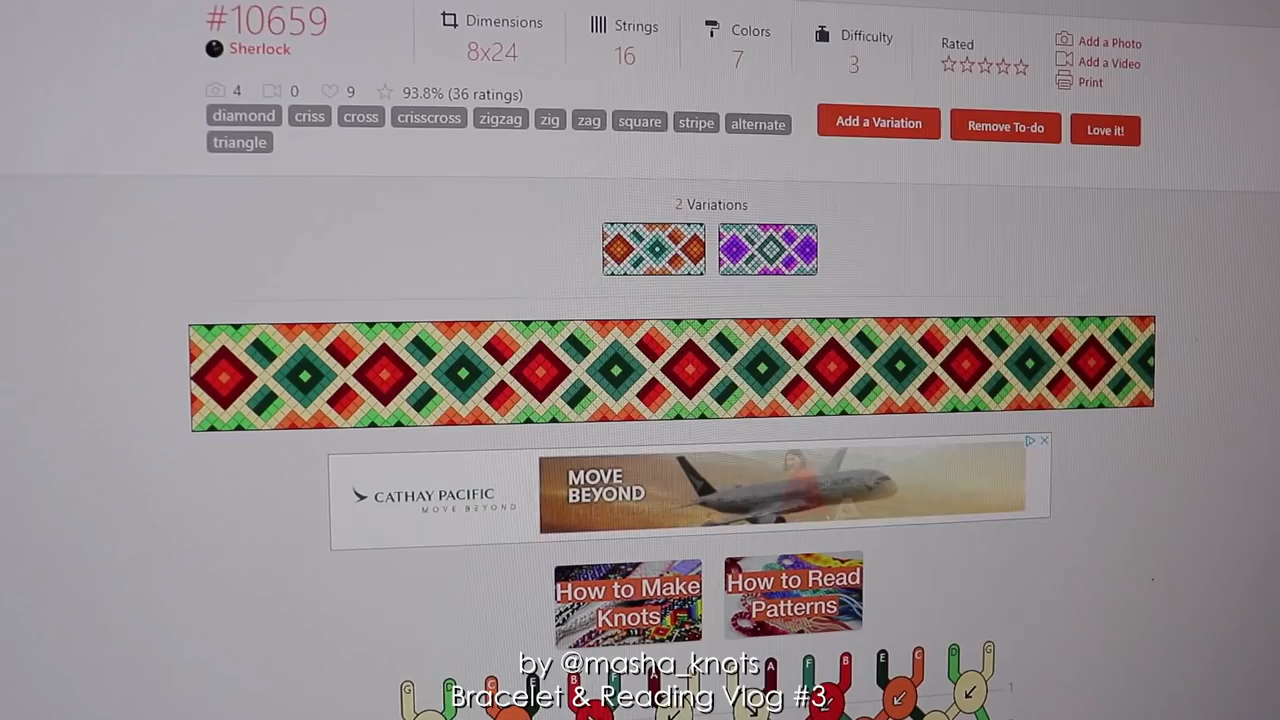 #10659
Sherlock
Dimensions
8x24
Strings
16
Colors
7
Difficulty
3
Rated
Add a Photo
Add a Video
Print
4 0 9 93.8% (36 ratings)
diamond criss cross crisscross zigzag zig zag square stripe alternate
triangle
Add a Variation Remove To-do Love it!
2 Variations
CATHAY PACIFIC
MOVE BEYOND
MOVE
BEYOND
How to Make
Knots
How to Read
Patterns
G D C E B F A A F B E C D G
1
by @masha_knots
Bracelet & Reading Vlog #3